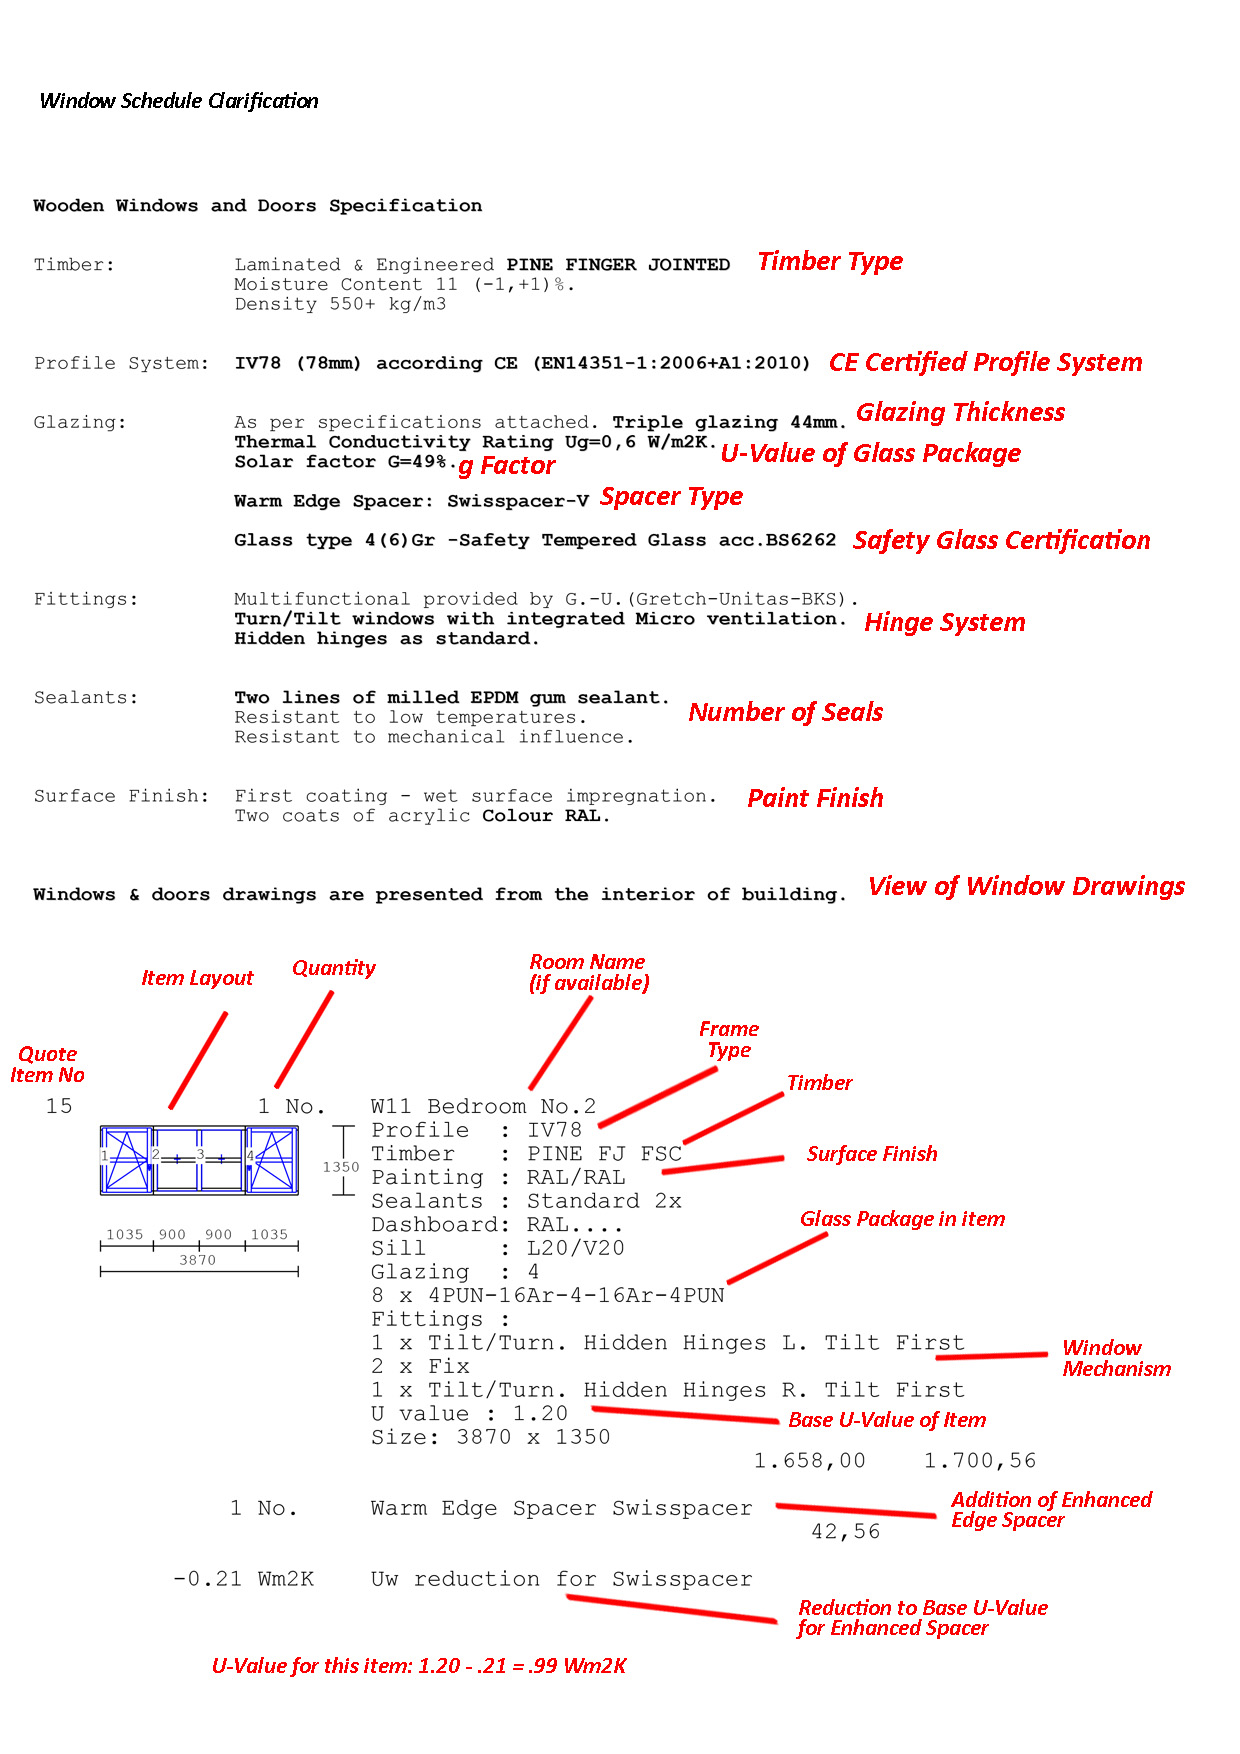 Window Schedule Clarification
Wooden Windows and Doors Specification
Timber: Laminated & Engineered PINE FINGER JOINTED Timber Type
Moisture Content 11 (-1,+1)%.
Density 550+ kg/m3
Profile System: IV78 (78mm) according CE (EN14351-1:2006+A1:2010) CE Certified Profile System
Glazing: As per specifications attached. Triple glazing 44mm. Glazing Thickness
Thermal Conductivity Rating Ug=0,6 W/m2K. U-Value of Glass Package
Solar factor G=49%. g Factor
Warm Edge Spacer: Swisspacer-V Spacer Type
Glass type 4(6)Gr -Safety Tempered Glass acc.BS6262 Safety Glass Certification
Fittings: Multifunctional provided by G.-U.(Gretch-Unitas-BKS).
Turn/Tilt windows with integrated Micro ventilation. Hinge System
Hidden hinges as standard.
Sealants: Two lines of milled EPDM gum sealant.
Resistant to low temperatures. Number of Seals
Resistant to mechanical influence.
Surface Finish: First coating - wet surface impregnation. Paint Finish
Two coats of acrylic Colour RAL.
Windows & doors drawings are presented from the interior of building. View of Window Drawings
Item Layout
Quantity
Room Name
(if available)
Frame
Type
Quote
Item No
Timber
15 1 No. W11 Bedroom No.2
Profile : IV78
Timber : PINE FJ FSC
Surface Finish
Painting : RAL/RAL
Sealants : Standard 2x
Dashboard: RAL....
Glass Package in item
Sill : L20/V20
Glazing : 4
8 x 4PUN-16Ar-4-16Ar-4PUN
Fittings :
1 x Tilt/Turn. Hidden Hinges L. Tilt First
Window
Mechanism
2 x Fix
1 x Tilt/Turn. Hidden Hinges R. Tilt First
U value : 1.20
Base U-Value of Item
Size: 3870 x 1350
1 2 3 4
1350
1035 900 900 1035
3870
1.658,00 1.700,56
1 No. Warm Edge Spacer Swisspacer
Addition of Enhanced
Edge Spacer
42,56
-0.21 Wm2K Uw reduction for Swisspacer
Reduction to Base U-Value
for Enhanced Spacer
U-Value for this item: 1.20 - .21 = .99 Wm2K